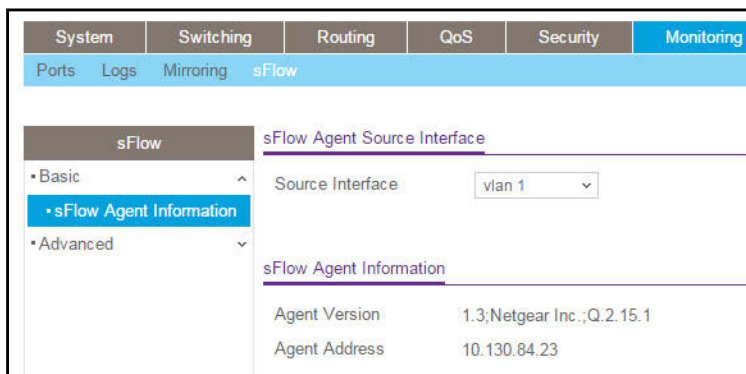 System Switching Routing QoS Security Monitoring
Ports Logs Mirroring sFlow
sFlow
Basic
sFlow Agent Information
Advanced
sFlow Agent Source Interface
Source Interface vlan 1
sFlow Agent Information
Agent Version 1.3;Netgear Inc.;Q.2.15.1
Agent Address 10.130.84.23